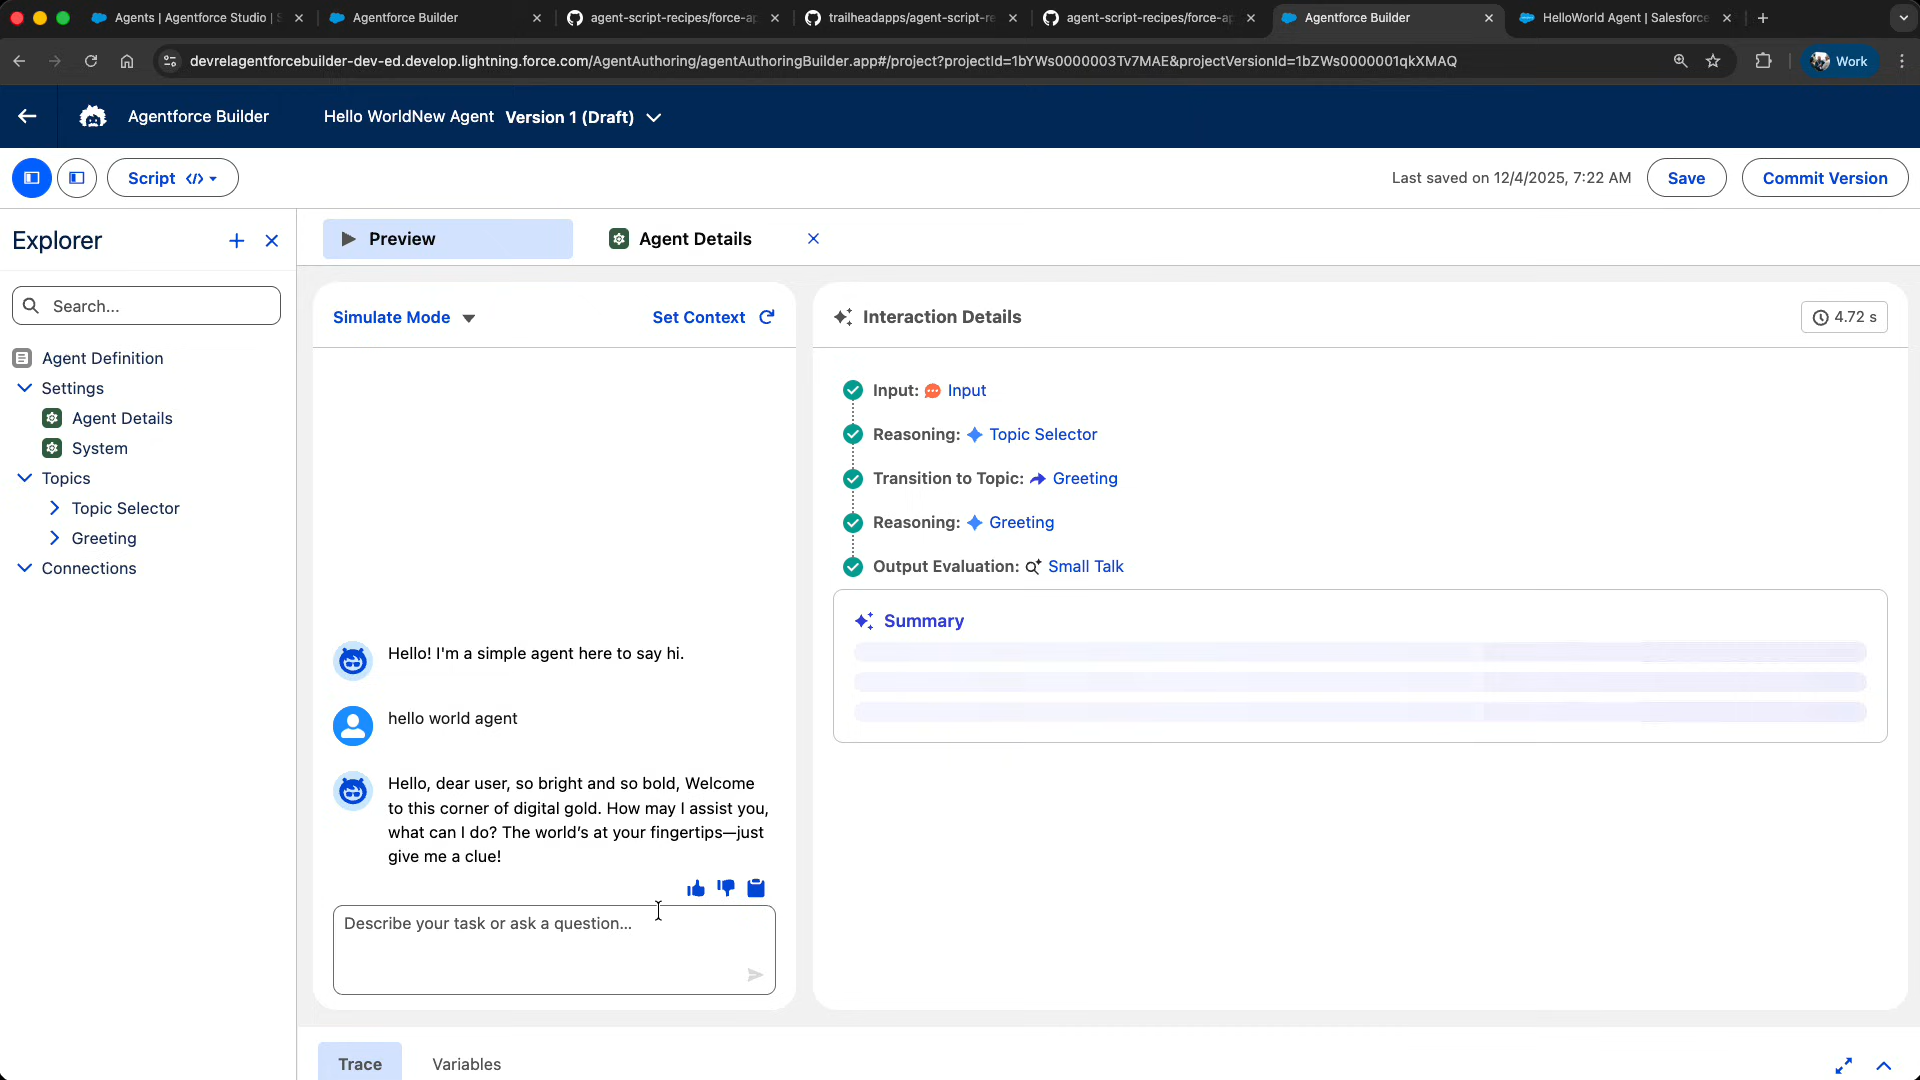 Agents | Agentforce Studio | S
Agentforce Builder
agent-script-recipes/force-ap
trailheadapps/agent-script-re
agent-script-recipes/force-ap
Agentforce Builder
HelloWorld Agent | Salesforce
devrelagentforcebuilder-dev-ed.develop.lightning.force.com/AgentAuthoring/agentAuthoringBuilder.app#/project?projectId=1bYWs0000003Tv7MAE&projectVersionId=1bZWs0000001qkXMAQ
Work
Agentforce Builder
Hello WorldNew Agent Version 1 (Draft)
Script </>
Last saved on 12/4/2025, 7:22 AM
Save
Commit Version
Explorer
Search...
Agent Definition
Settings
Agent Details
System
Topics
Topic Selector
Greeting
Connections
Preview
Agent Details
Simulate Mode
Set Context
Hello! I'm a simple agent here to say hi.
hello world agent
Hello, dear user, so bright and so bold, Welcome
to this corner of digital gold. How may I assist you,
what can I do? The world's at your fingertips—just
give me a clue!
Describe your task or ask a question...
Interaction Details
4.72 s
Input: Input
Reasoning: Topic Selector
Transition to Topic: Greeting
Reasoning: Greeting
Output Evaluation: Small Talk
Summary
Trace
Variables